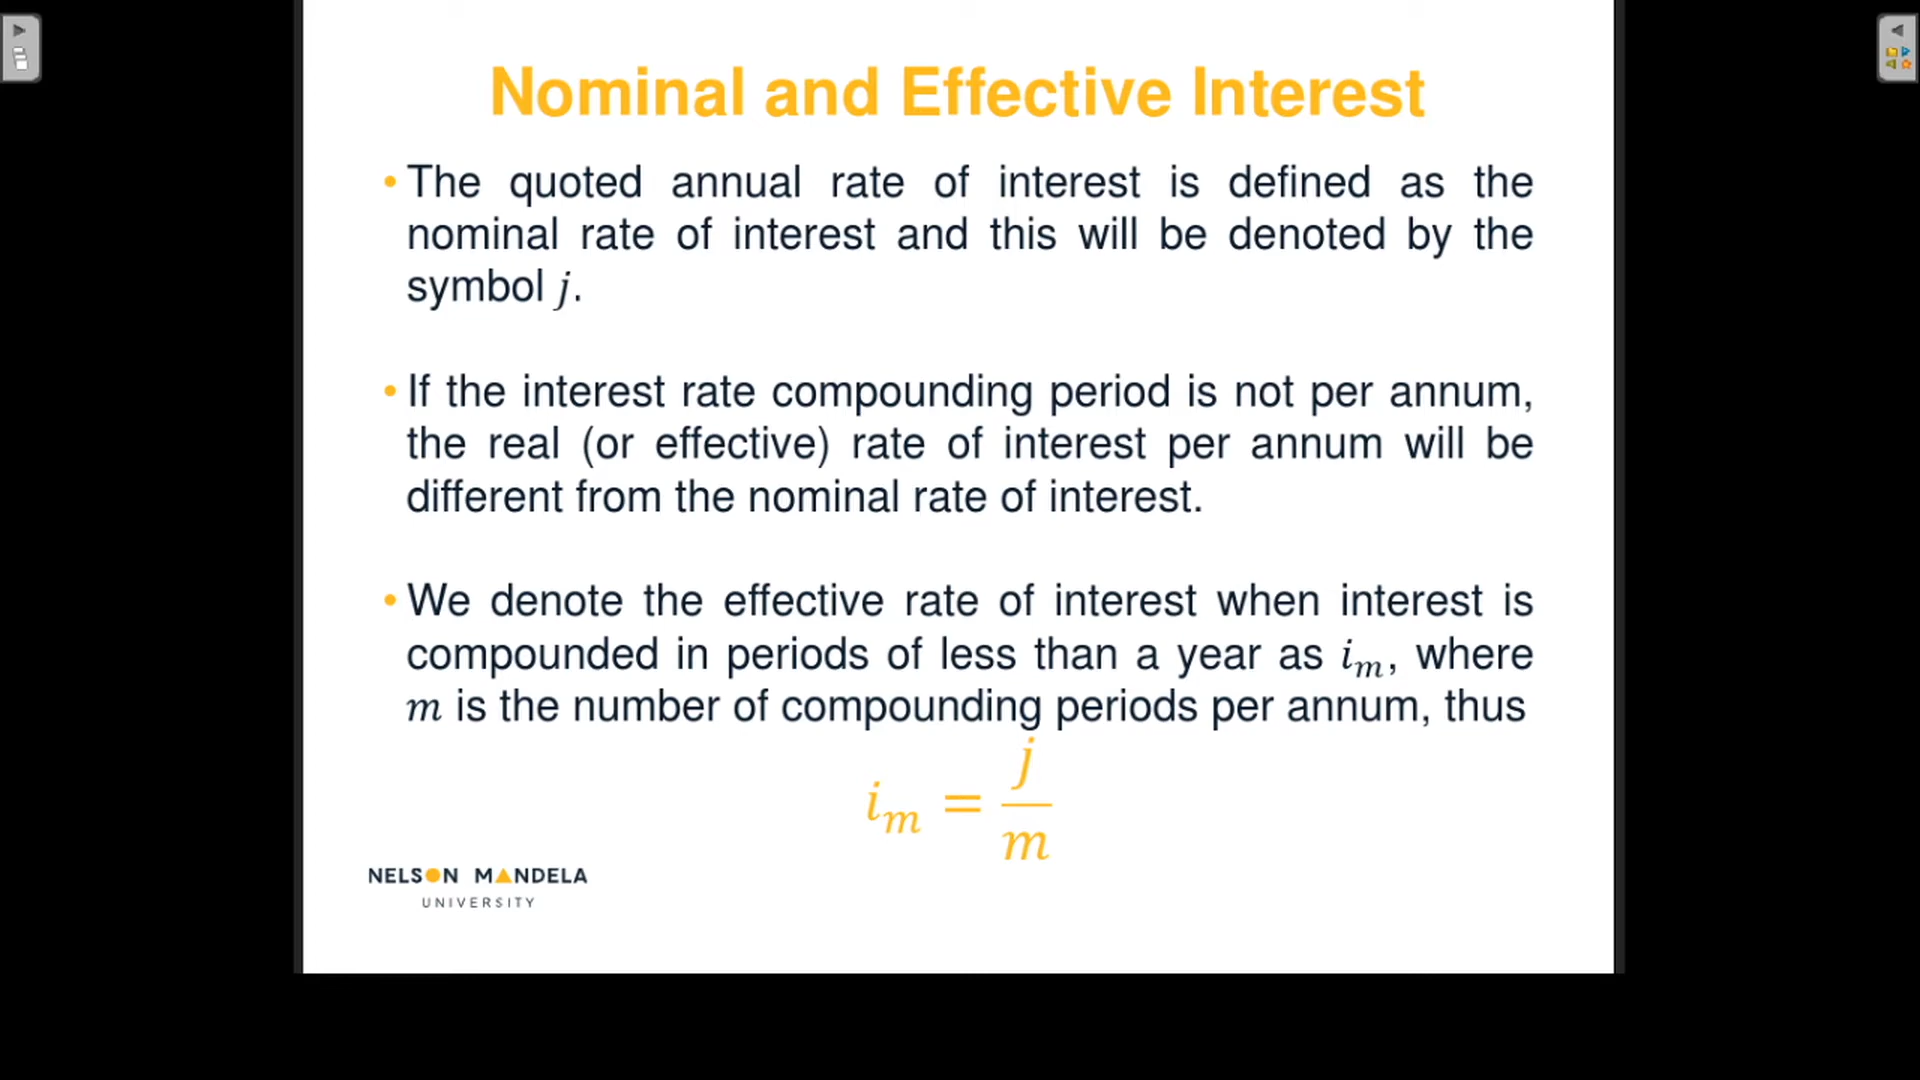 Nominal and Effective Interest
• The quoted annual rate of interest is defined as the
nominal rate of interest and this will be denoted by the
symbol j.
• If the interest rate compounding period is not per annum,
the real (or effective) rate of interest per annum will be
different from the nominal rate of interest.
• We denote the effective rate of interest when interest is
compounded in periods of less than a year as iₘ, where
m is the number of compounding periods per annum, thus
iₘ = j/m
NELSON MANDELA
UNIVERSITY